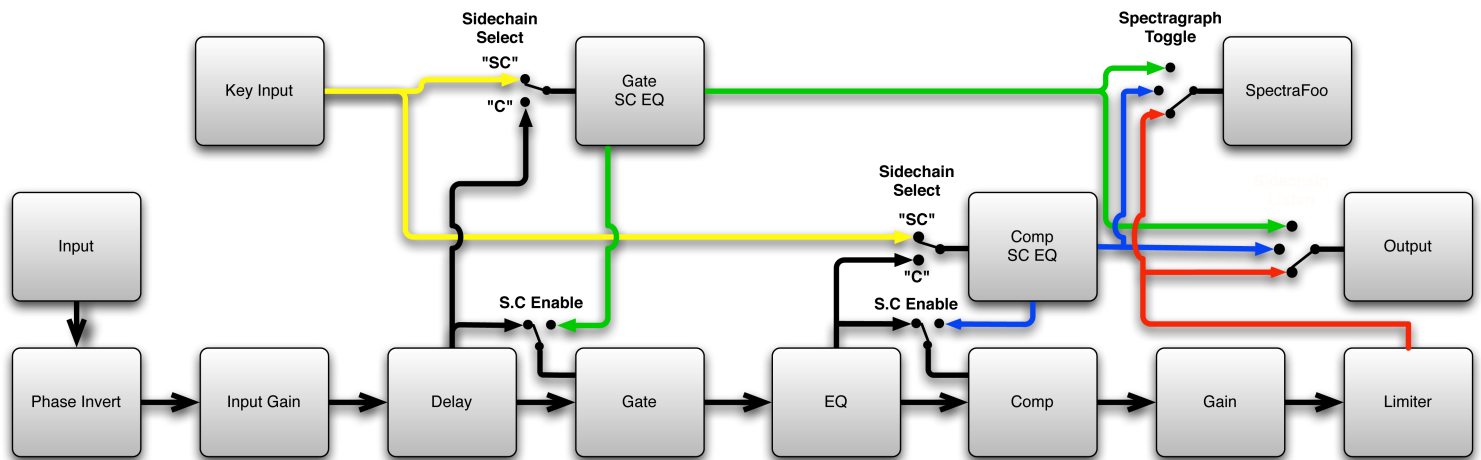 Sidechain
Select
"SC"
"C"
Spectragraph
Toggle
Key Input
Gate
SC EQ
SpectraFoo
Sidechain
Select
"SC"
"C"
Input
Comp
SC EQ
Output
S.C Enable
S.C Enable
Phase Invert
Input Gain
Delay
Gate
EQ
Comp
Gain
Limiter